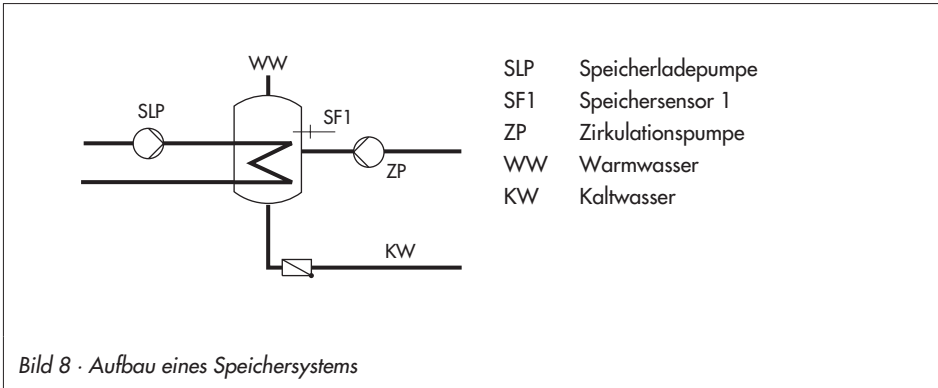 WW
SLP
SF1
ZP
KW
SLP Speicherladepumpe
SF1 Speichersensor 1
ZP Zirkulationspumpe
WW Warmwasser
KW Kaltwasser
Bild 8 · Aufbau eines Speichersystems